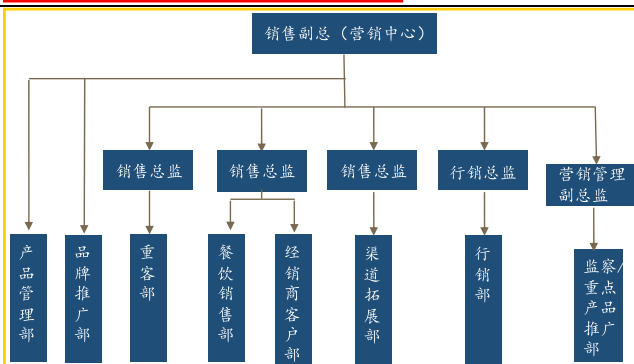 销售副总（营销中心）
销售总监
销售总监
销售总监
行销总监
营销管理
副总监
产品管理部
品牌推广部
重客部
餐饮销售部
经销商客户部
渠道拓展部
行销部
监察/
重点
产品
推广
部